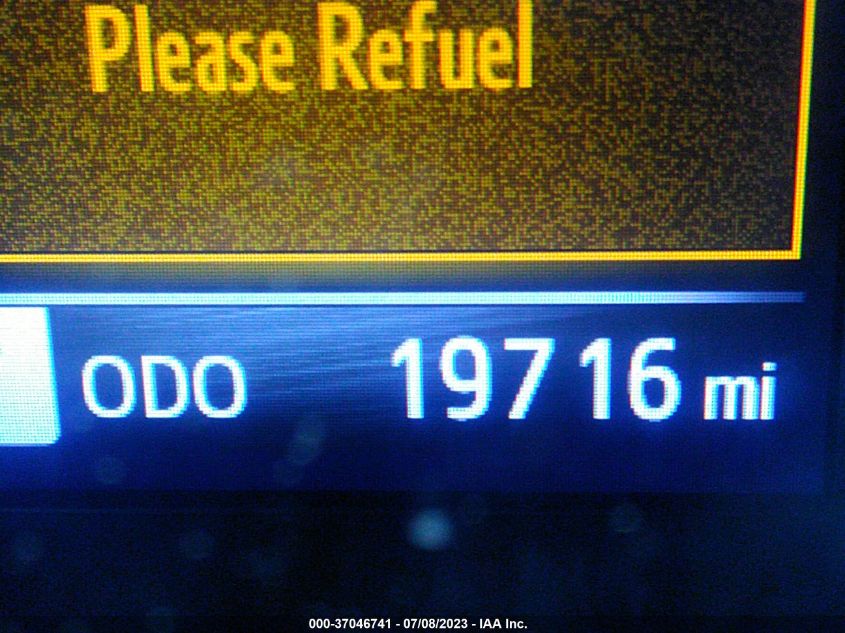 Please Refuel
ODO 19716 mi
000-37046741 - 07/08/2023 - IAA Inc.